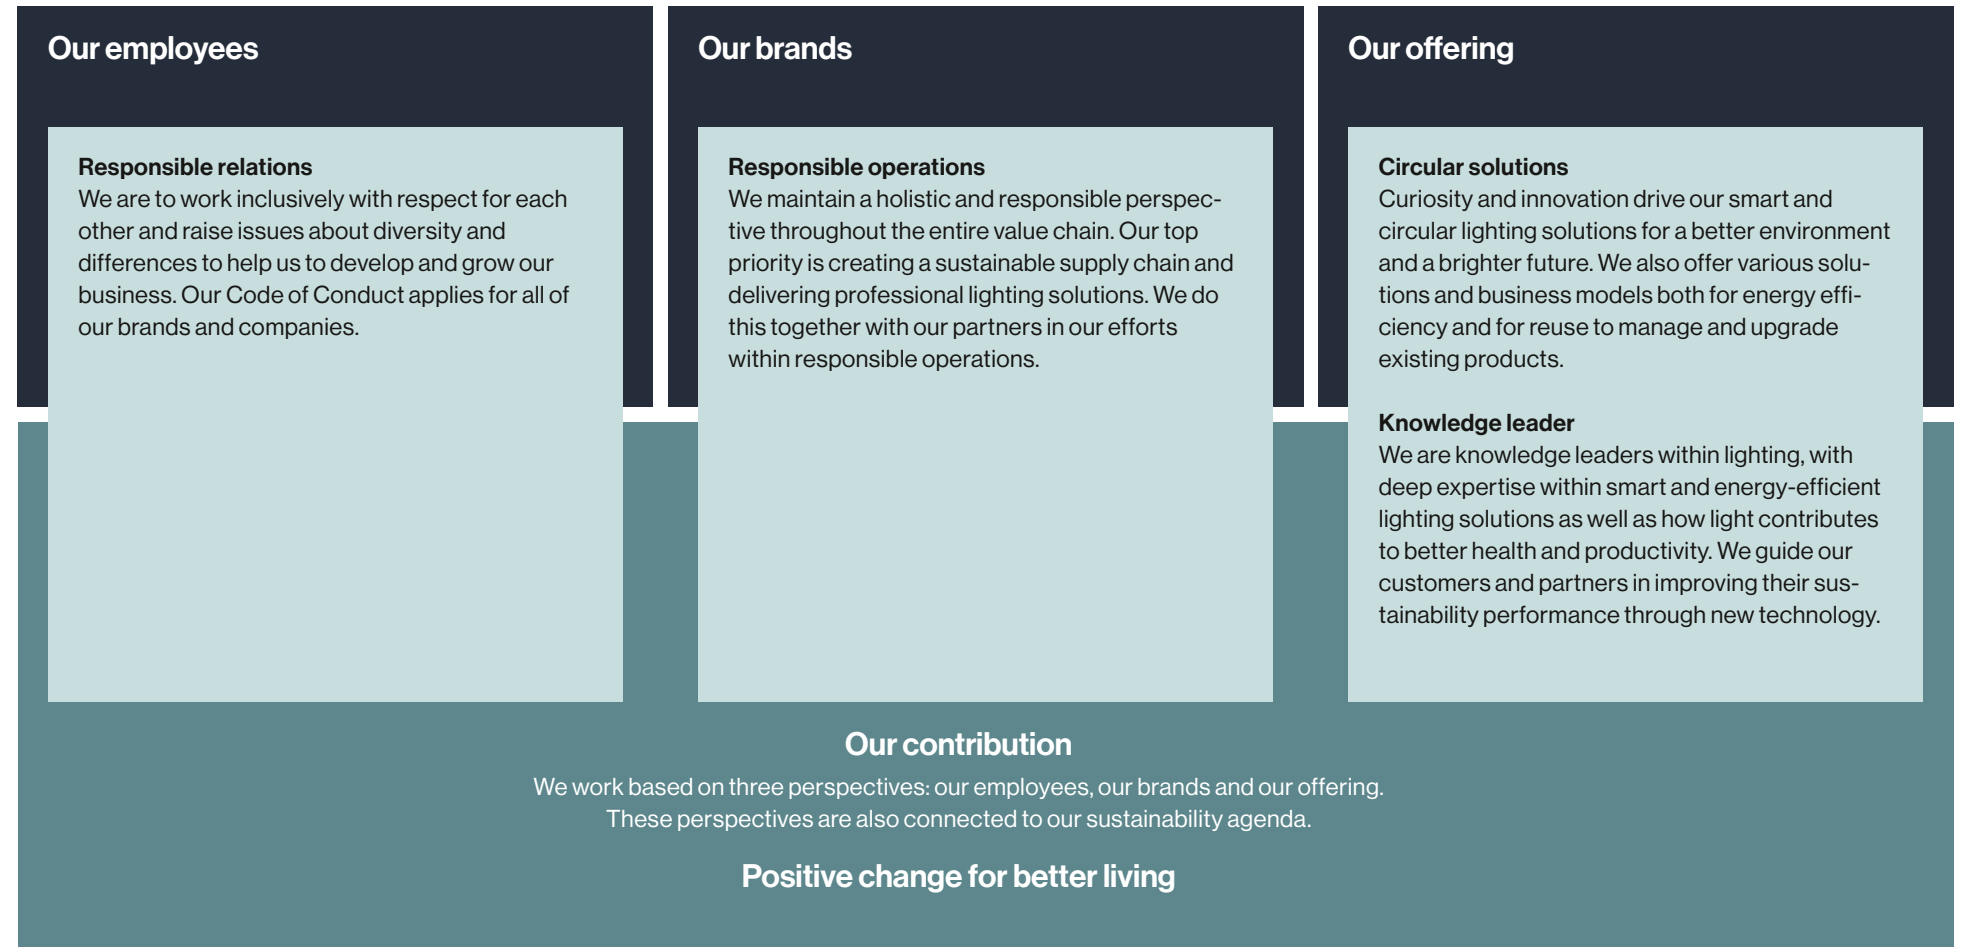 Our employees
Responsible relations
We are to work inclusively with respect for each
other and raise issues about diversity and
differences to help us to develop and grow our
business. Our Code of Conduct applies for all of
our brands and companies.
Our brands
Responsible operations
We maintain a holistic and responsible perspec-
tive throughout the entire value chain. Our top
priority is creating a sustainable supply chain and
delivering professional lighting solutions. We do
this together with our partners in our efforts
within responsible operations.
Our offering
Circular solutions
Curiosity and innovation drive our smart and
circular lighting solutions for a better environment
and a brighter future. We also offer various solu-
tions and business models both for energy effi-
ciency and for reuse to manage and upgrade
existing products.
Knowledge leader
We are knowledge leaders within lighting, with
deep expertise within smart and energy-efficient
lighting solutions as well as how light contributes
to better health and productivity. We guide our
customers and partners in improving their sus-
tainability performance through new technology.
Our contribution
We work based on three perspectives: our employees, our brands and our offering.
These perspectives are also connected to our sustainability agenda.
Positive change for better living